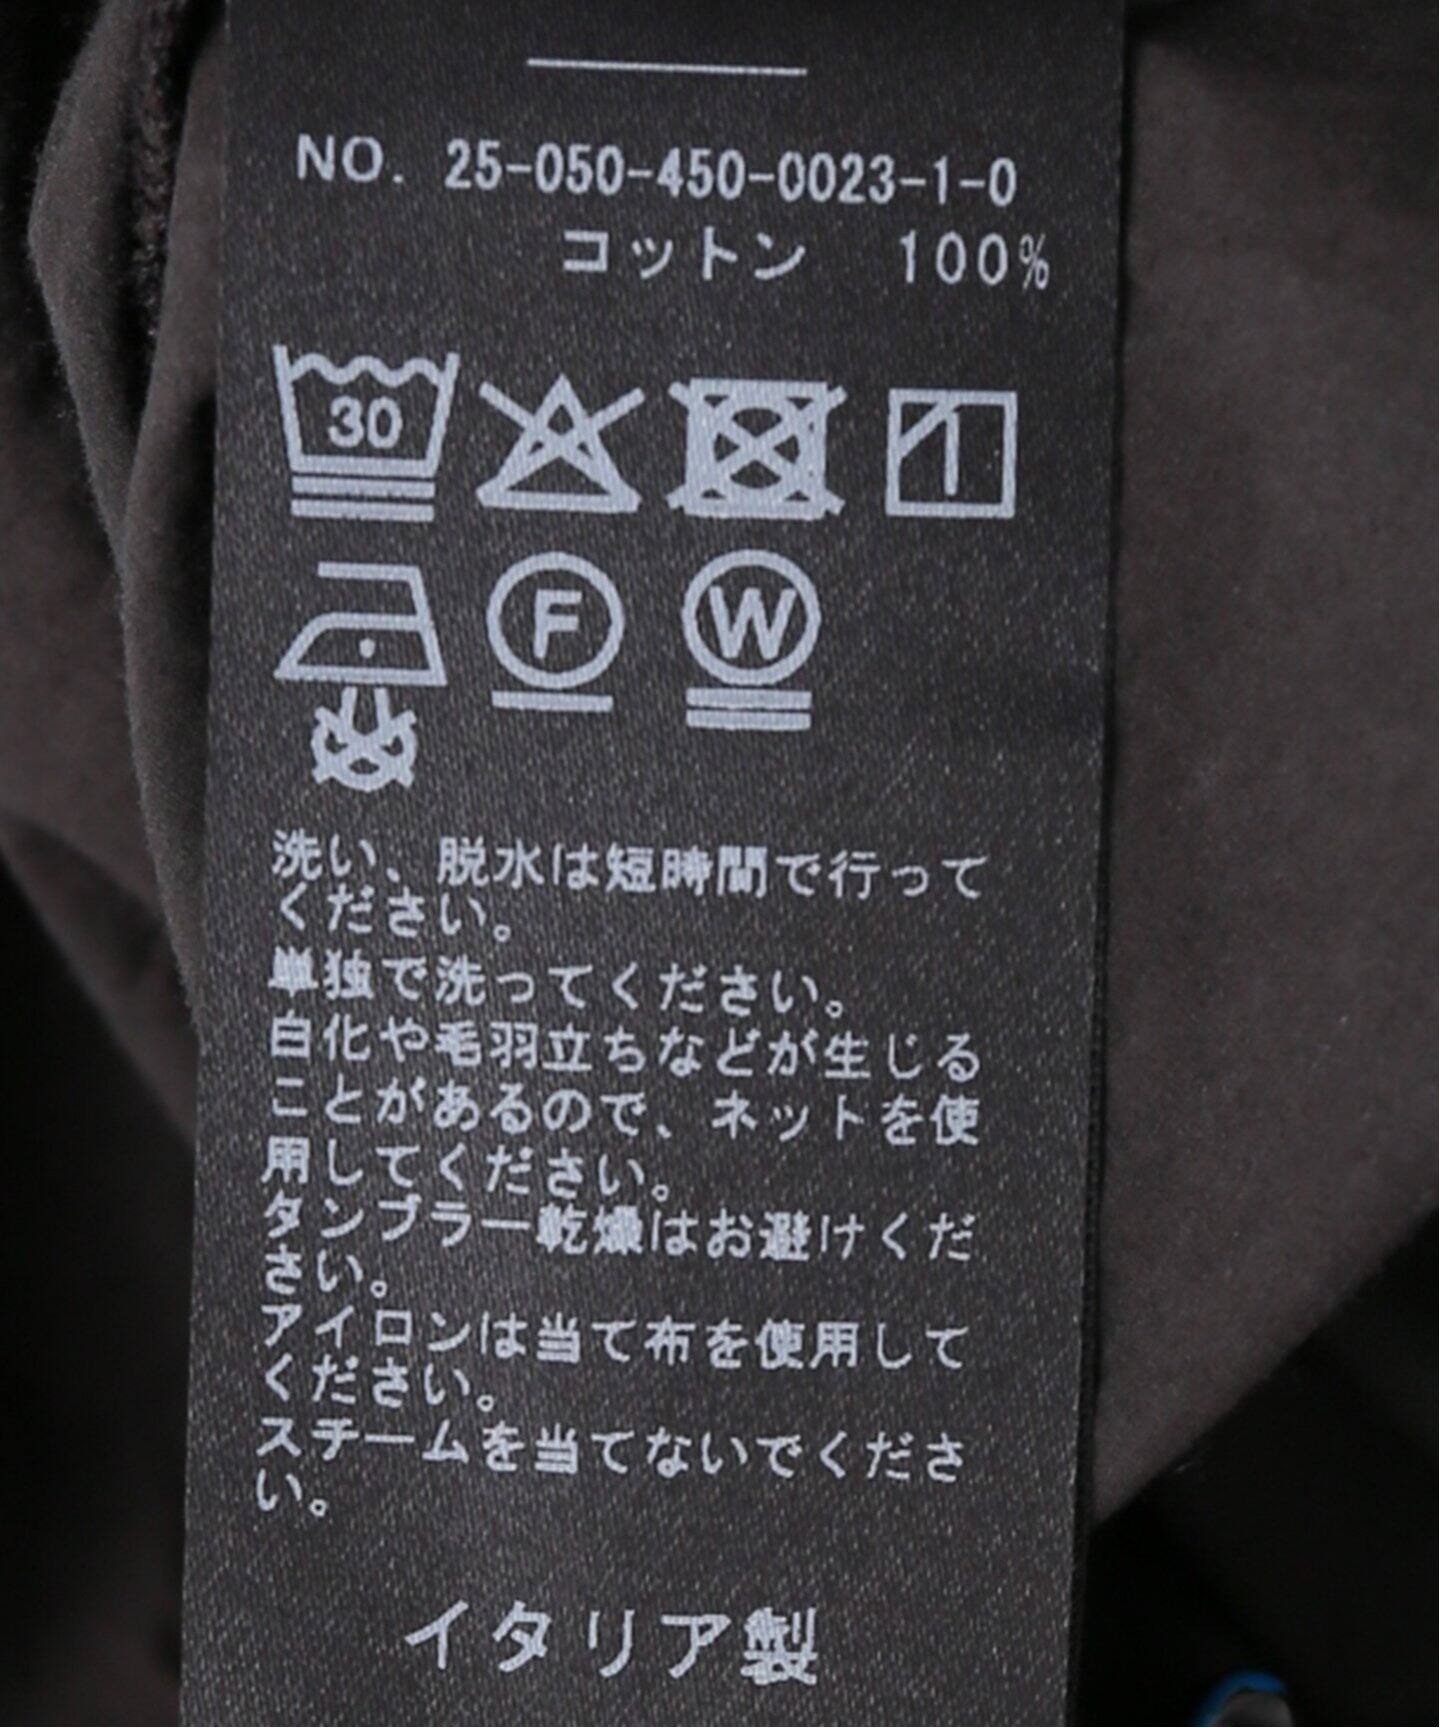 NO. 25-050-450-0023-1-0
コットン 100%
30
F W
洗い、脱水は短時間で行って
ください。
単独で洗ってください。
白化や毛羽立ちなどが生じる
ことがあるので、ネットを使
用してください。
タンブラー乾燥はお避けくだ
さい。
アイロンは当て布を使用して
ください。
スチームを当てないでくださ
い。
イタリア製